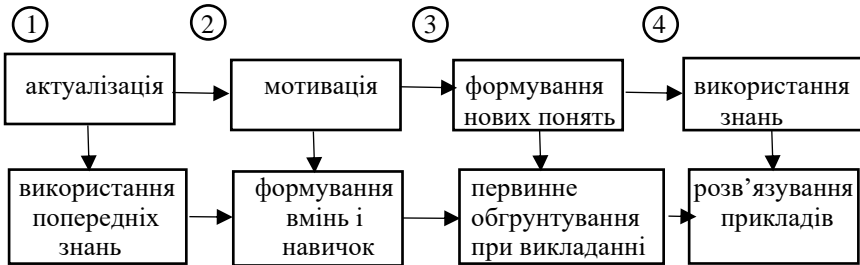 1
2
3
4
актуалізація
мотивація
формування
нових понять
використання
знань
використання
попередніх
знань
формування
вмінь і
навичок
первинне
обгрунтування
при викладанні
розв’язування
прикладів